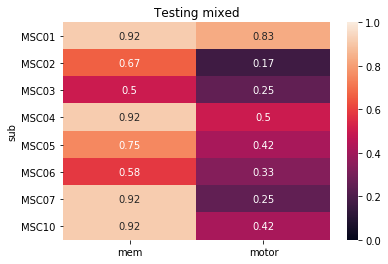 Testing mixed
sub
MSC01 0.92 0.83
MSC02 0.67 0.17
MSC03 0.5 0.25
MSC04 0.92 0.5
MSC05 0.75 0.42
MSC06 0.58 0.33
MSC07 0.92 0.25
MSC10 0.92 0.42
mem motor
1.0
0.8
0.6
0.4
0.2
0.0